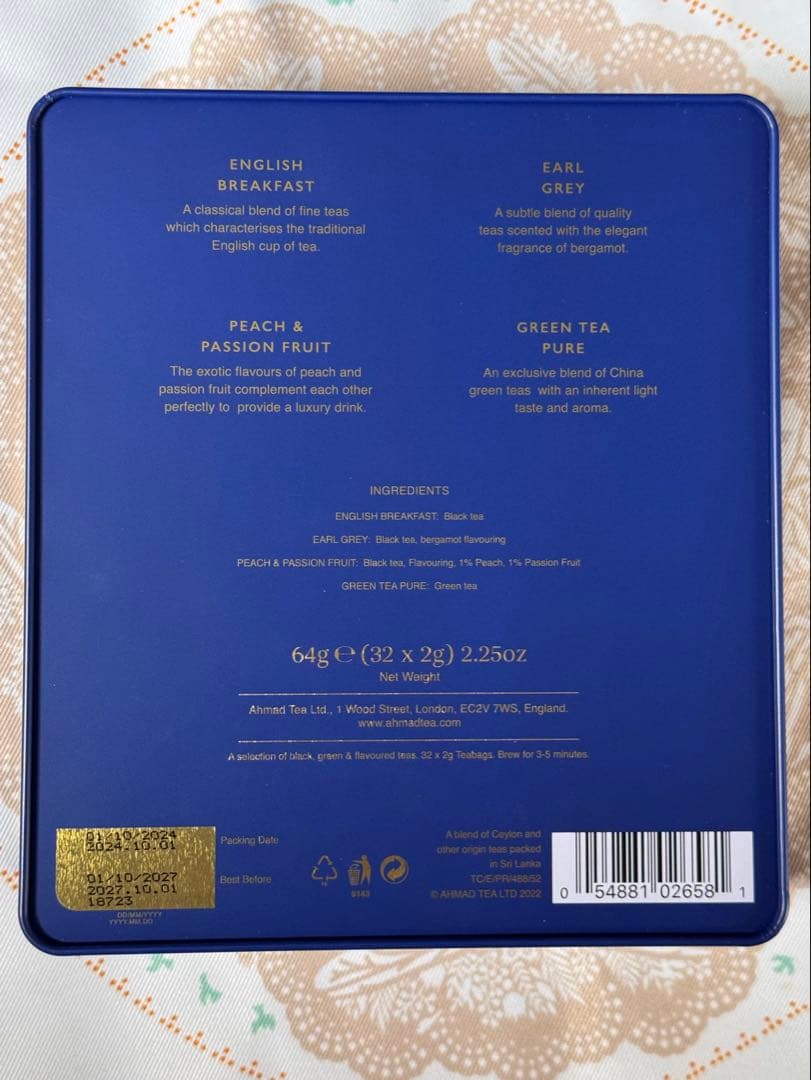 ENGLISH
BREAKFAST
A classical blend of fine teas
which characterises the traditional
English cup of tea.
EARL
GREY
A subtle blend of quality
teas scented with the elegant
fragrance of bergamot.
PEACH &
PASSION FRUIT
The exotic flavours of peach and
passion fruit complement each other
perfectly to provide a luxury drink.
GREEN TEA
PURE
An exclusive blend of China
green teas with an inherent light
taste and aroma.
INGREDIENTS
ENGLISH BREAKFAST: Black tea
EARL GREY: Black tea, bergamot flavouring
PEACH & PASSION FRUIT: Black tea, Flavouring, 1% Peach, 1% Passion Fruit
GREEN TEA PURE: Green tea
64g ℮ (32 x 2g) 2.25oz
Net Weight
Ahmad Tea Ltd., 1 Wood Street, London, EC2V 7WS, England.
www.ahmadtea.com
A selection of black, green & flavoured teas. 32 x 2g Teabags. Brew for 3-5 minutes.
01/10/2024
2024.10.01
Packing Date
01/10/2027
2027.10.01
18723
Best Before
DD/MM/YYYY
YYYY.MM.DD
0143
A blend of Ceylon and
other origin teas packed
in Sri Lanka
TC/E/PR/488/52
© AHMAD TEA LTD 2022
0 54881 02658 1